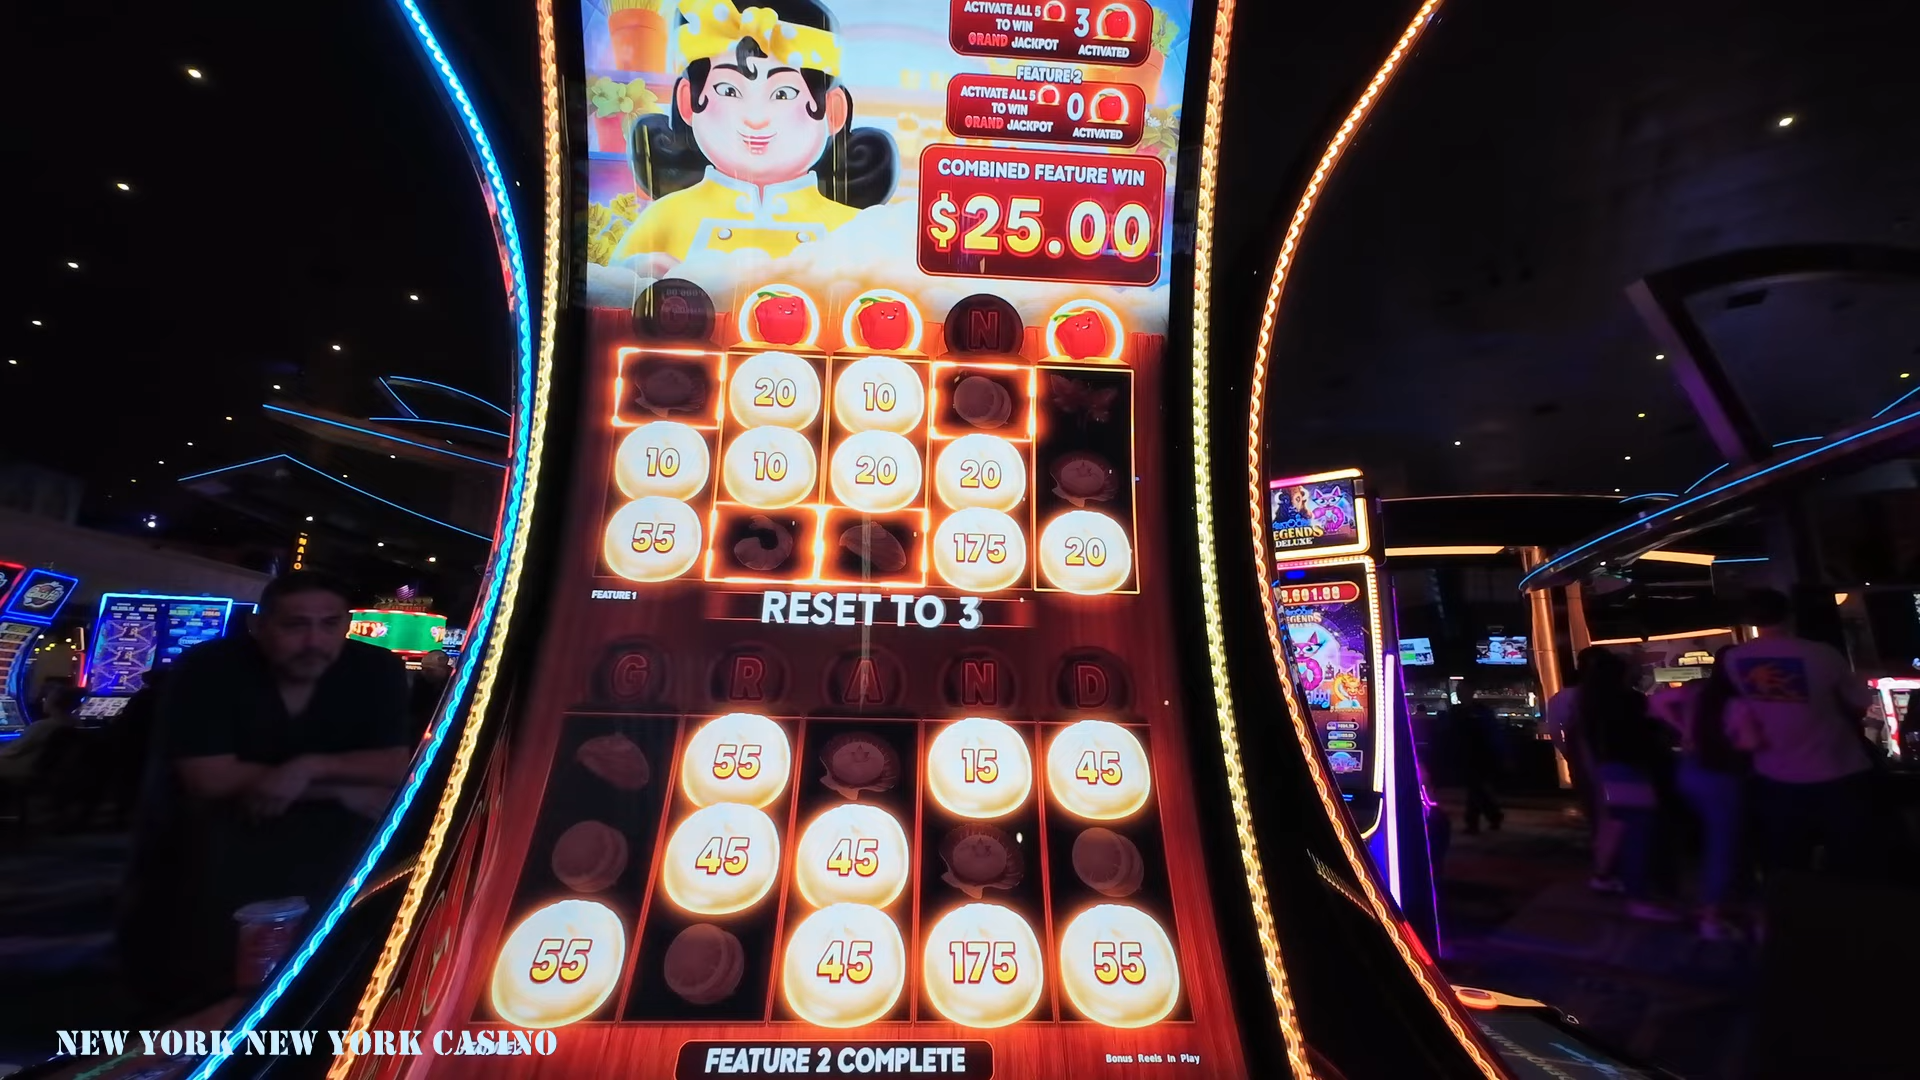 ACTIVATE ALL 5
TO WIN
GRAND JACKPOT
3
ACTIVATED
FEATURE 2
ACTIVATE ALL 5
TO WIN
GRAND JACKPOT
0
ACTIVATED
COMBINED FEATURE WIN
$25.00
N
20 10
10 10 20 20
55 175 20
FEATURE 1
RESET TO 3
G R A N D
55 15 45
45 45
55 45 175 55
FEATURE 2 COMPLETE
Bonus Reels In Play
LEGENDS
DELUXE
NEW YORK NEW YORK CASINO